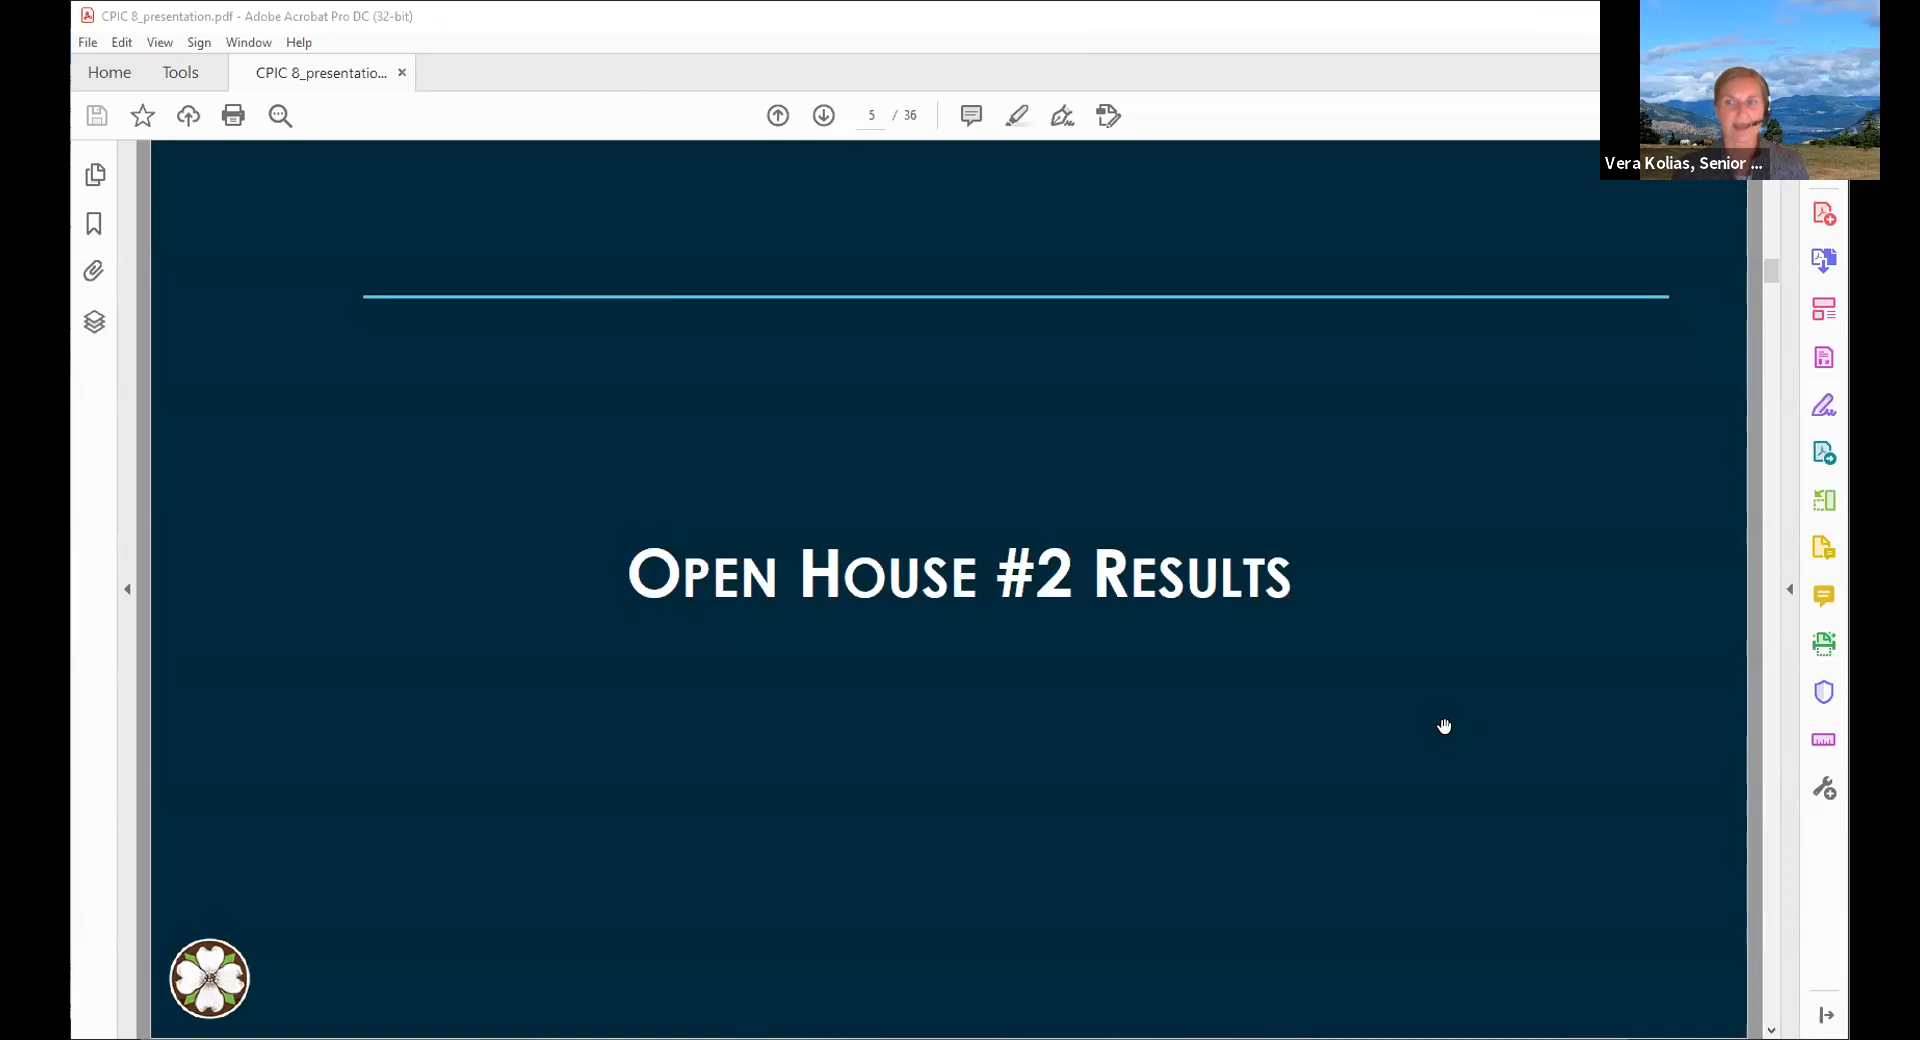 CPIC 8_presentation.pdf - Adobe Acrobat Pro DC (32-bit)
File Edit View Sign Window Help
Home Tools CPIC 8_presentatio... ×
5 / 36
Vera Kolias, Senior ...
OPEN HOUSE #2 RESULTS